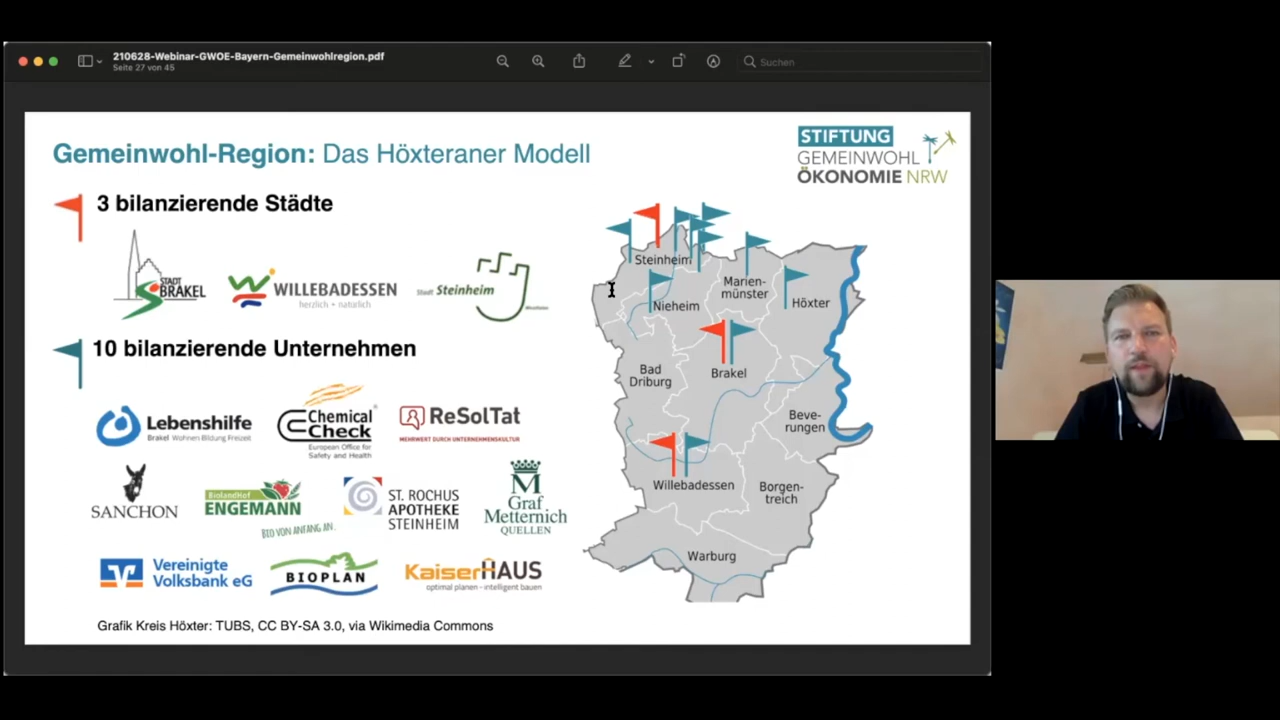 210628-Webinar-GWOE-Bayern-Gemeinwohlregion.pdf
Seite 27 von 45
Suchen
Gemeinwohl-Region: Das Höxteraner Modell
STIFTUNG
GEMEINWOHL
ÖKONOMIE NRW
3 bilanzierende Städte
STADT
BRAKEL
WILLEBADESSEN
herzlich + natürlich
Stadt Steinheim
10 bilanzierende Unternehmen
Lebenshilfe
Brakel Wohnen Bildung Freizeit
Chemical
Check
European Office for
Safety and Health
ReSolTat
MEHRWERT DURCH UNTERNEHMENSKULTUR
SANCHON
BIOLANDHOF
ENGEMANN
BIO VON ANFANG AN.
ST. ROCHUS
APOTHEKE
STEINHEIM
M
Graf
Metternich
QUELLEN
Vereinigte
Volksbank eG
BIOPLAN
KaiserHAUS
optimal planen - intelligent bauen
Steinheim
Nieheim
Marien-
münster
Höxter
Bad
Driburg
Brakel
Beve-
rungen
Willebadessen
Borgen-
treich
Warburg
Grafik Kreis Höxter: TUBS, CC BY-SA 3.0, via Wikimedia Commons